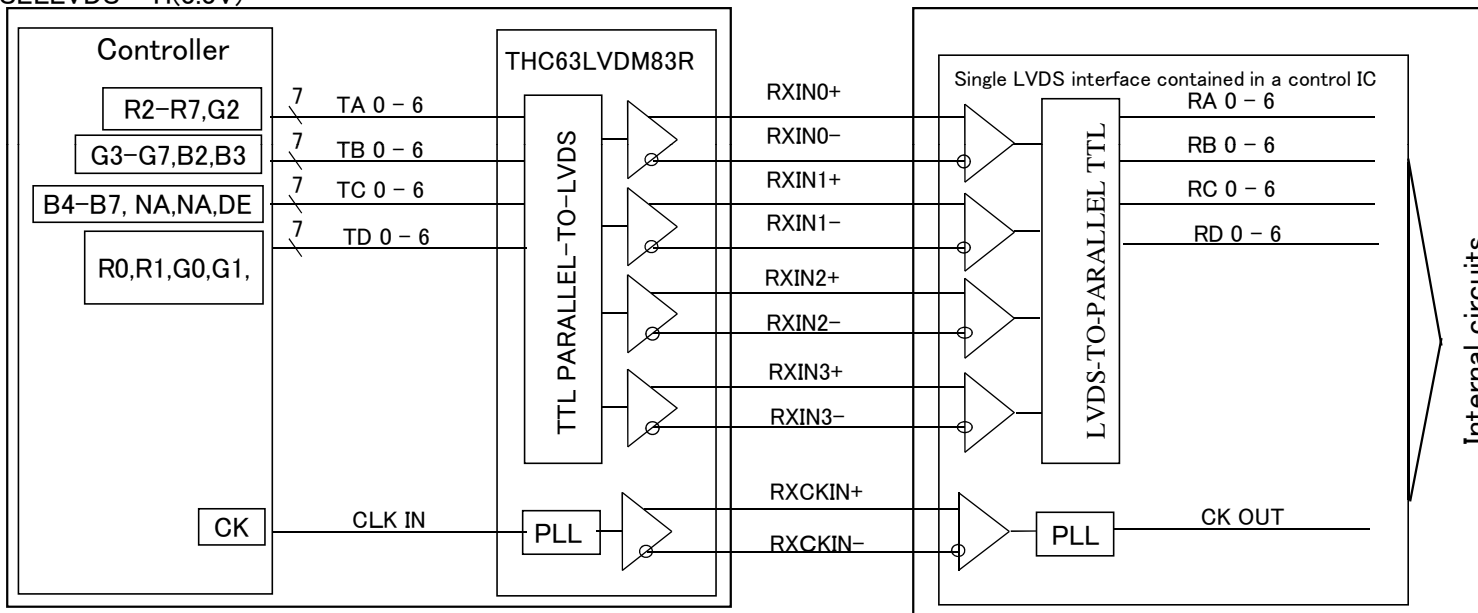 Controller
THC63LVDM83R
Single LVDS interface contained in a control IC
R2-R7,G2
7
TA 0 - 6
RXIN0+
RA 0 - 6
RXIN0-
G3-G7,B2,B3
7
TB 0 - 6
RB 0 - 6
RXIN1+
B4-B7, NA,NA,DE
7
TC 0 - 6
RC 0 - 6
RXIN1-
7
TD 0 - 6
RD 0 - 6
R0,R1,G0,G1,
RXIN2+
RXIN2-
TTL PARALLEL-TO-LVDS
LVDS-TO-PARALLEL TTL
RXIN3+
RXIN3-
Internal circuits
RXCKIN+
CK
CLK IN
PLL
RXCKIN-
PLL
CK OUT